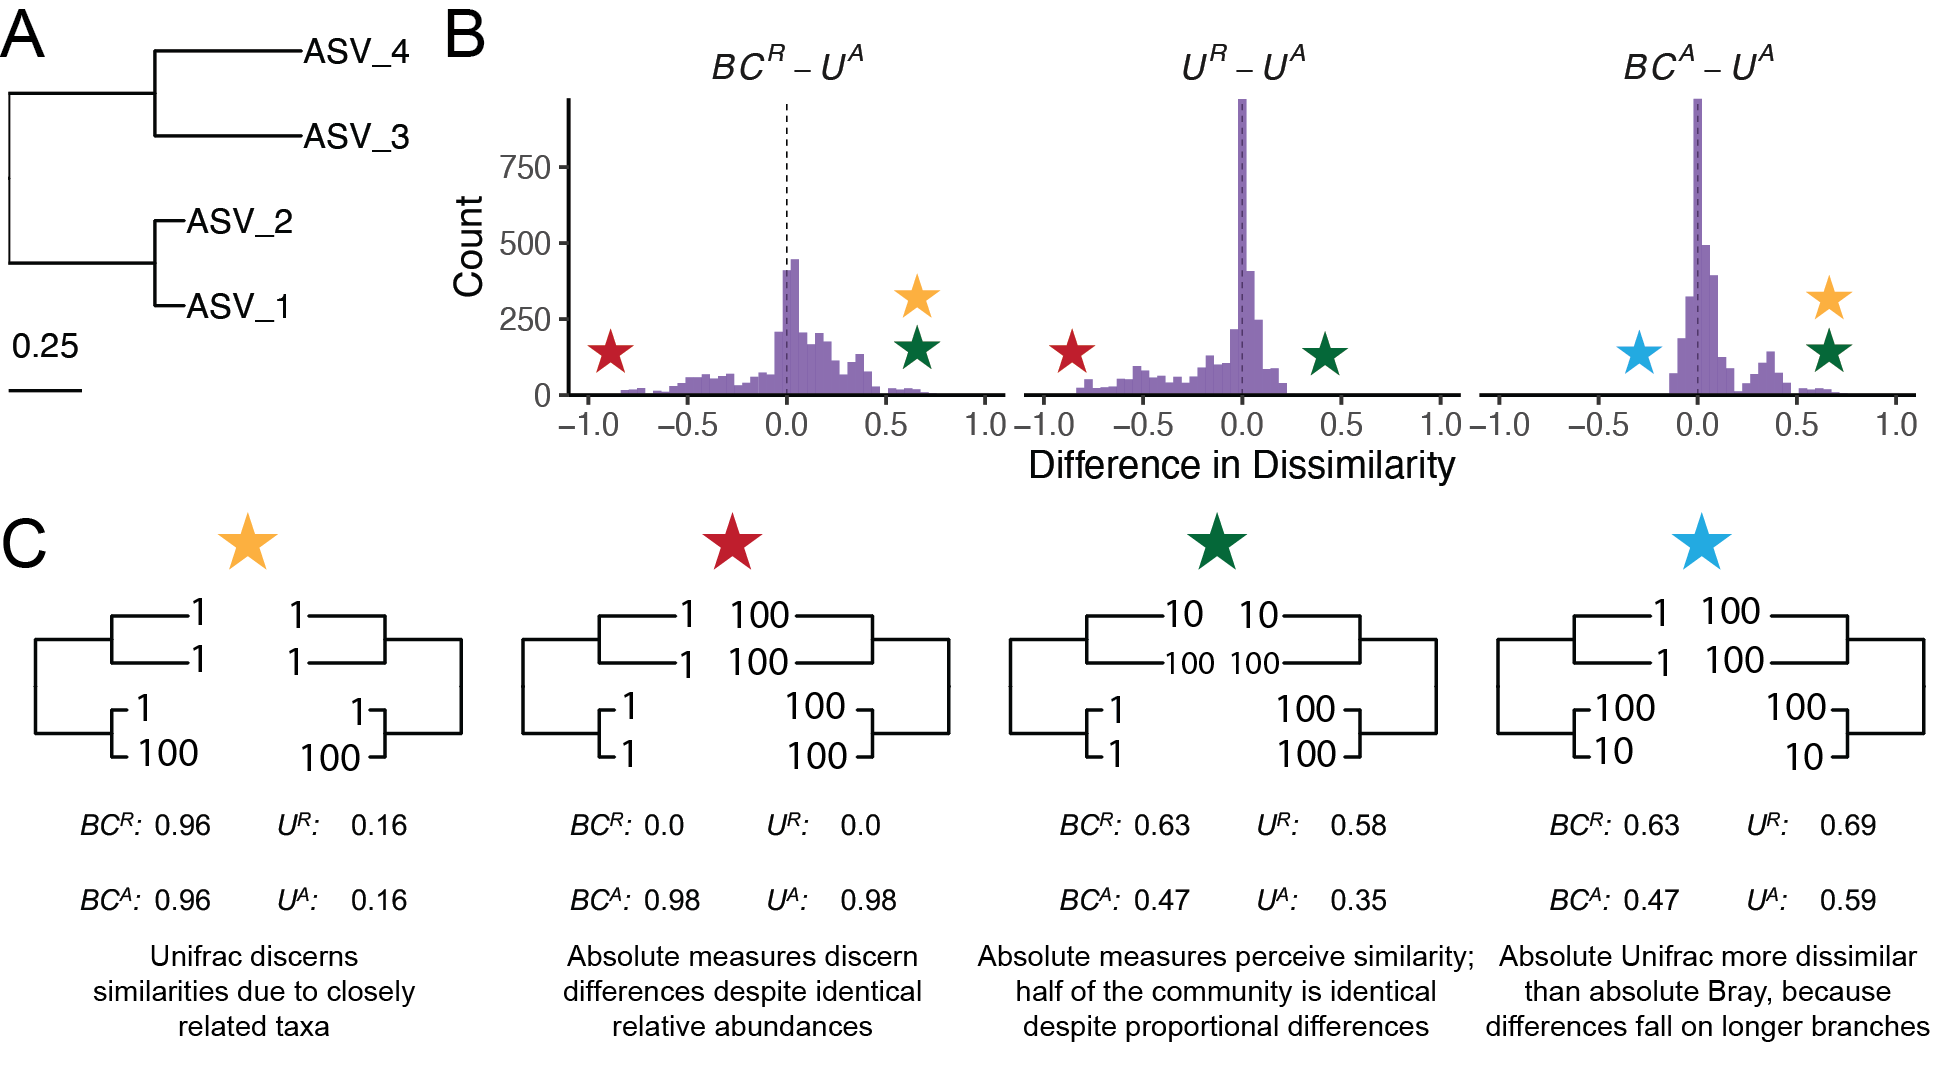 A
ASV_4
ASV_3
ASV_2
ASV_1
0.25
B
BC^R – U^A
U^R – U^A
BC^A – U^A
Count
750
500
250
0
−1.0 −0.5 0.0 0.5 1.0
−1.0 −0.5 0.0 0.5 1.0
−1.0 −0.5 0.0 0.5 1.0
Difference in Dissimilarity
C
1 1
1 1
1 1
100 100
BC^R: 0.96 U^R: 0.16
BC^A: 0.96 U^A: 0.16
Unifrac discerns
similarities due to closely
related taxa
1 100
1 100
1 100
1 100
BC^R: 0.0 U^R: 0.0
BC^A: 0.98 U^A: 0.98
Absolute measures discern
differences despite identical
relative abundances
10 10
100 100
1 100
1 100
BC^R: 0.63 U^R: 0.58
BC^A: 0.47 U^A: 0.35
Absolute measures perceive similarity;
half of the community is identical
despite proportional differences
1 100
1 100
100 100
10 10
BC^R: 0.63 U^R: 0.69
BC^A: 0.47 U^A: 0.59
Absolute Unifrac more dissimilar
than absolute Bray, because
differences fall on longer branches